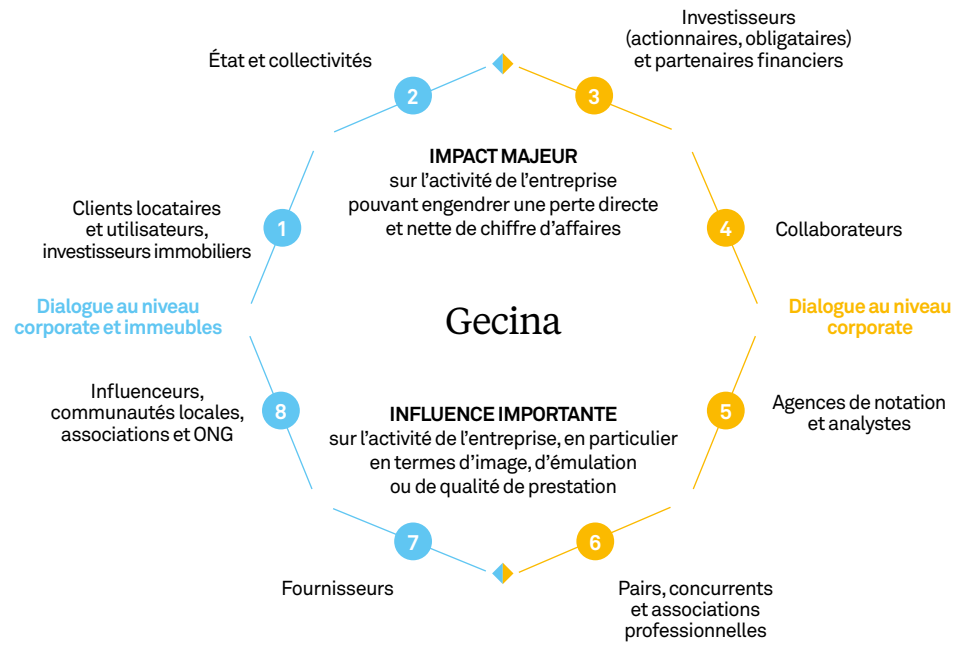 État et collectivités
2
Investisseurs
(actionnaires, obligataires)
et partenaires financiers
3
IMPACT MAJEUR
sur l’activité de l’entreprise
pouvant engendrer une perte directe
et nette de chiffre d’affaires
Clients locataires
et utilisateurs,
investisseurs immobiliers
1
4
Collaborateurs
Dialogue au niveau
corporate et immeubles
Gecina
Dialogue au niveau
corporate
Influenceurs,
communautés locales,
associations et ONG
8
INFLUENCE IMPORTANTE
sur l’activité de l’entreprise, en particulier
en termes d’image, d’émulation
ou de qualité de prestation
5
Agences de notation
et analystes
7
Fournisseurs
6
Pairs, concurrents
et associations
professionnelles